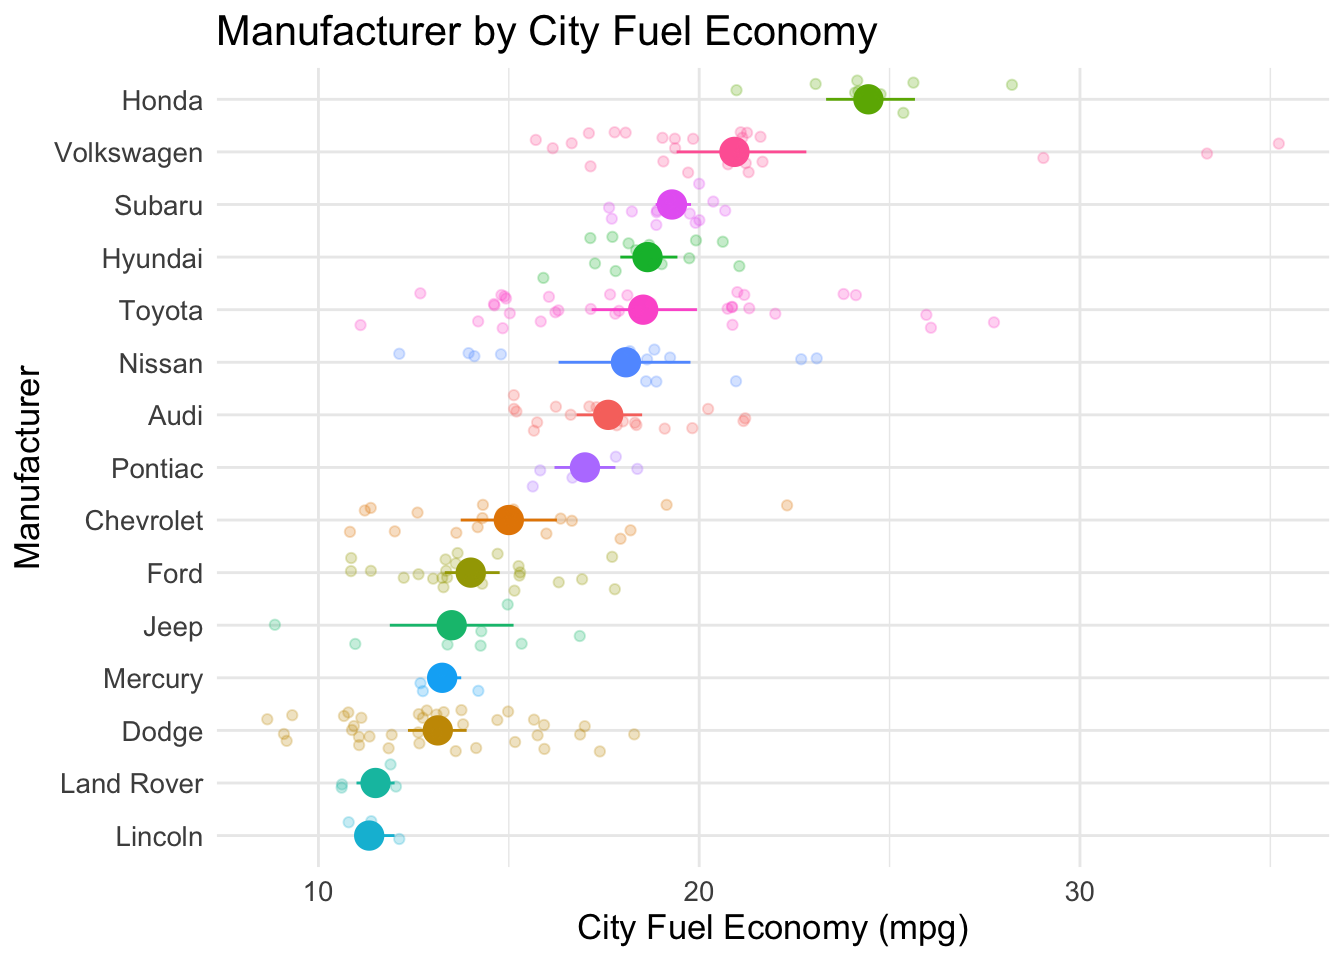 Manufacturer by City Fuel Economy
Manufacturer
Honda
Volkswagen
Subaru
Hyundai
Toyota
Nissan
Audi
Pontiac
Chevrolet
Ford
Jeep
Mercury
Dodge
Land Rover
Lincoln
10 20 30
City Fuel Economy (mpg)